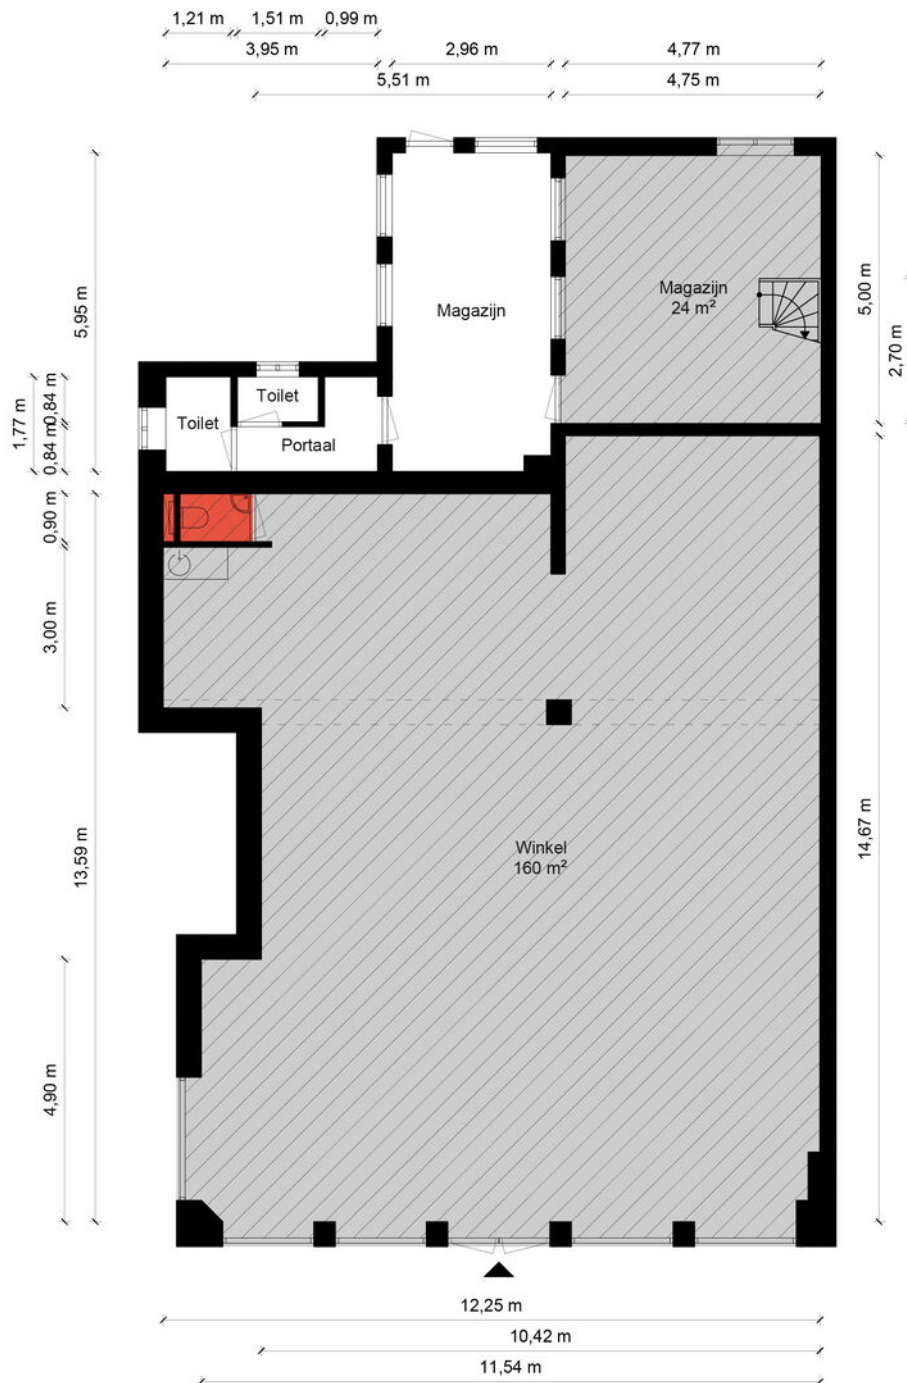 1,21 m
1,51 m
0,99 m
3,95 m
2,96 m
4,77 m
5,51 m
4,75 m
5,95 m
Magazijn
Magazijn
24 m²
5,00 m
2,70 m
1,77 m
0,84 m
0,84 m
Toilet
Toilet
Portaal
0,90 m
3,00 m
13,59 m
Winkel
160 m²
14,67 m
4,90 m
12,25 m
10,42 m
11,54 m